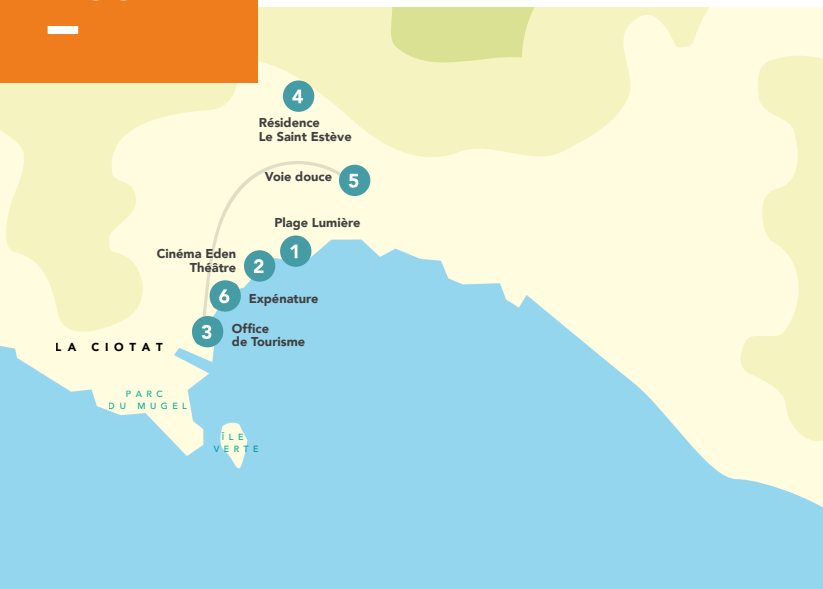 4
Résidence
Le Saint Estève
Voie douce
5
Plage Lumière
1
Cinéma Eden
Théâtre
2
6
Expénature
3
Office
de Tourisme
LA CIOTAT
PARC
DU MUGEL
ÎLE
VERTE